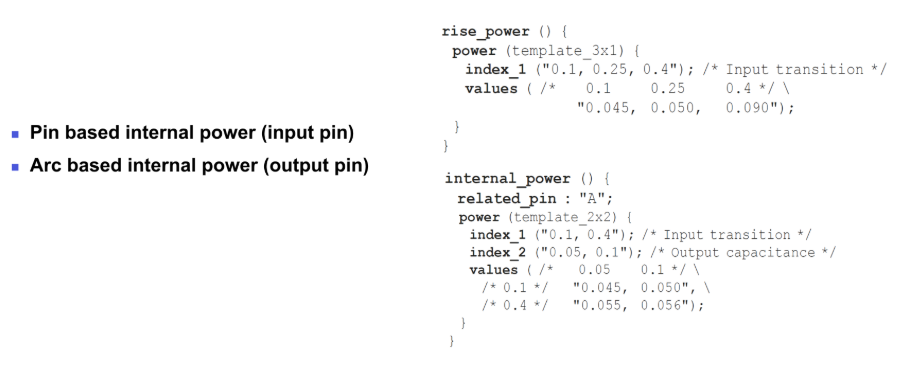 Pin based internal power (input pin)
Arc based internal power (output pin)
rise_power () {
power (template_3x1) {
index_1 ("0.1, 0.25, 0.4"); /* Input transition */
values ( /* 0.1 0.25 0.4 */ \
"0.045, 0.050, 0.090");
}
}
internal_power () {
related_pin : "A";
power (template_2x2) {
index_1 ("0.1, 0.4"); /* Input transition */
index_2 ("0.05, 0.1"); /* Output capacitance */
values ( /* 0.05 0.1 */ \
/* 0.1 */ "0.045, 0.050", \
/* 0.4 */ "0.055, 0.056");
}
}